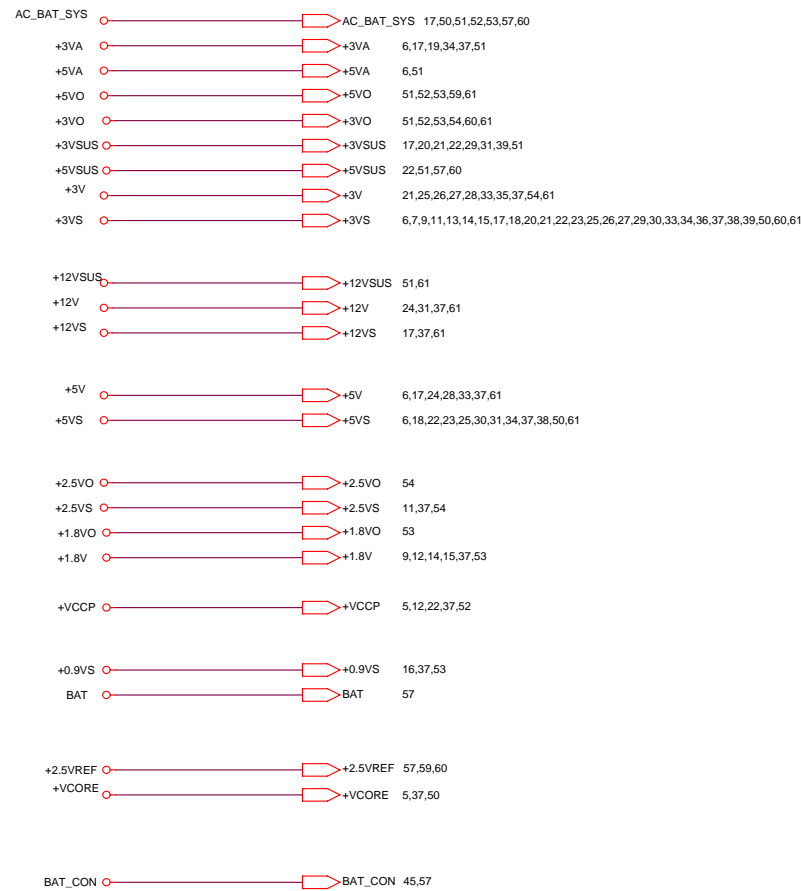 AC_BAT_SYS AC_BAT_SYS 17,50,51,52,53,57,60
+3VA +3VA 6,17,19,34,37,51
+5VA +5VA 6,51
+5VO +5VO 51,52,53,59,61
+3VO +3VO 51,52,53,54,60,61
+3VSUS +3VSUS 17,20,21,22,29,31,39,51
+5VSUS +5VSUS 22,51,57,60
+3V +3V 21,25,26,27,28,33,35,37,54,61
+3VS +3VS 6,7,9,11,13,14,15,17,18,20,21,22,23,25,26,27,29,30,33,34,36,37,38,39,50,60,61
+12VSUS +12VSUS 51,61
+12V +12V 24,31,37,61
+12VS +12VS 17,37,61
+5V +5V 6,17,24,28,33,37,61
+5VS +5VS 6,18,22,23,25,30,31,34,37,38,50,61
+2.5VO +2.5VO 54
+2.5VS +2.5VS 11,37,54
+1.8VO +1.8VO 53
+1.8V +1.8V 9,12,14,15,37,53
+VCCP +VCCP 5,12,22,37,52
+0.9VS +0.9VS 16,37,53
BAT BAT 57
+2.5VREF +2.5VREF 57,59,60
+VCORE +VCORE 5,37,50
BAT_CON BAT_CON 45,57